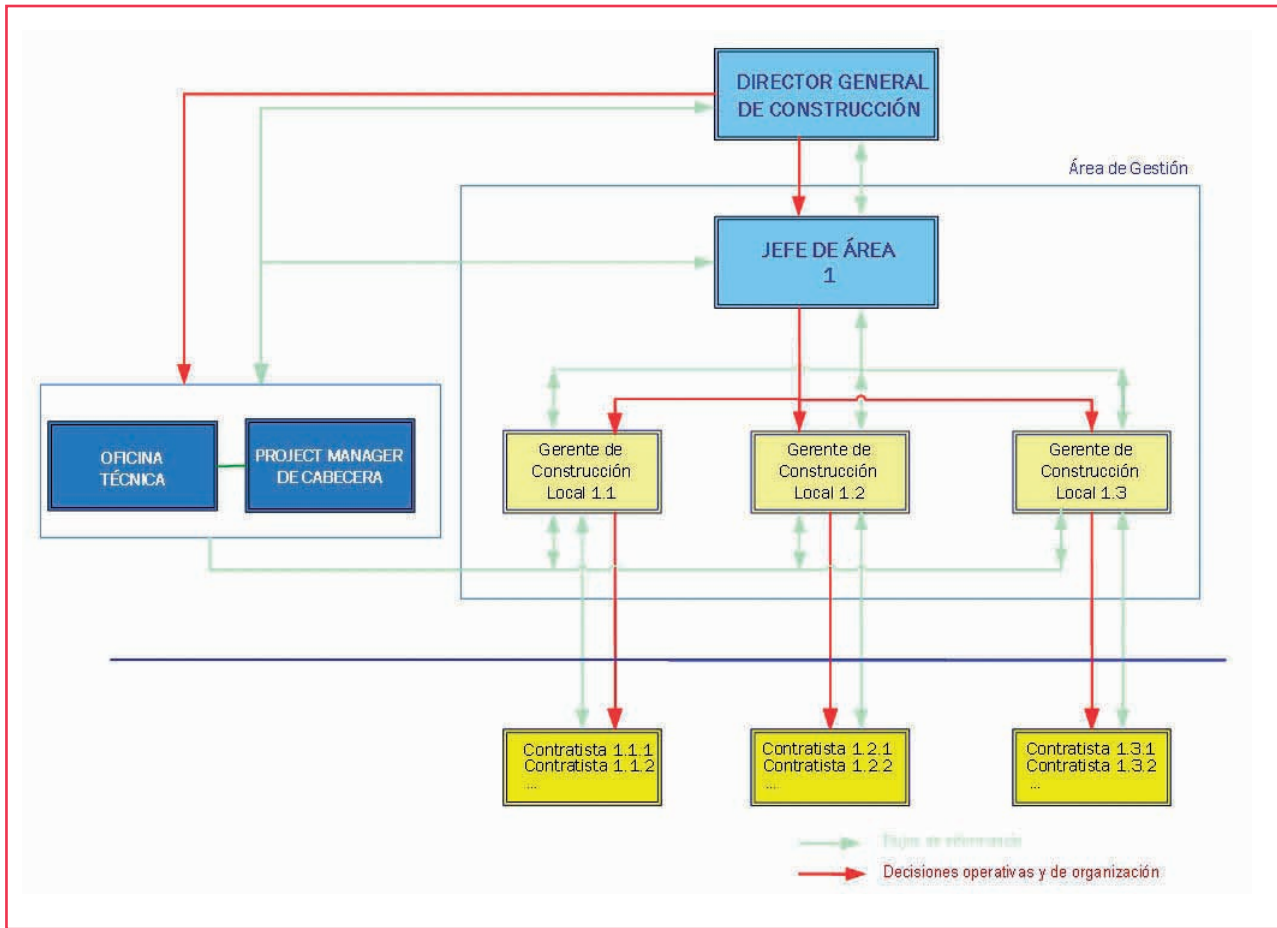 DIRECTOR GENERAL
DE CONSTRUCCIÓN
Área de Gestión
JEFE DE ÁREA
1
OFICINA
TÉCNICA
PROJECT MANAGER
DE CABECERA
Gerente de
Construcción
Local 1.1
Gerente de
Construcción
Local 1.2
Gerente de
Construcción
Local 1.3
Contratista 1.1.1
Contratista 1.1.2
...
Contratista 1.2.1
Contratista 1.2.2
...
Contratista 1.3.1
Contratista 1.3.2
...
de
Decisiones operativas y de organización